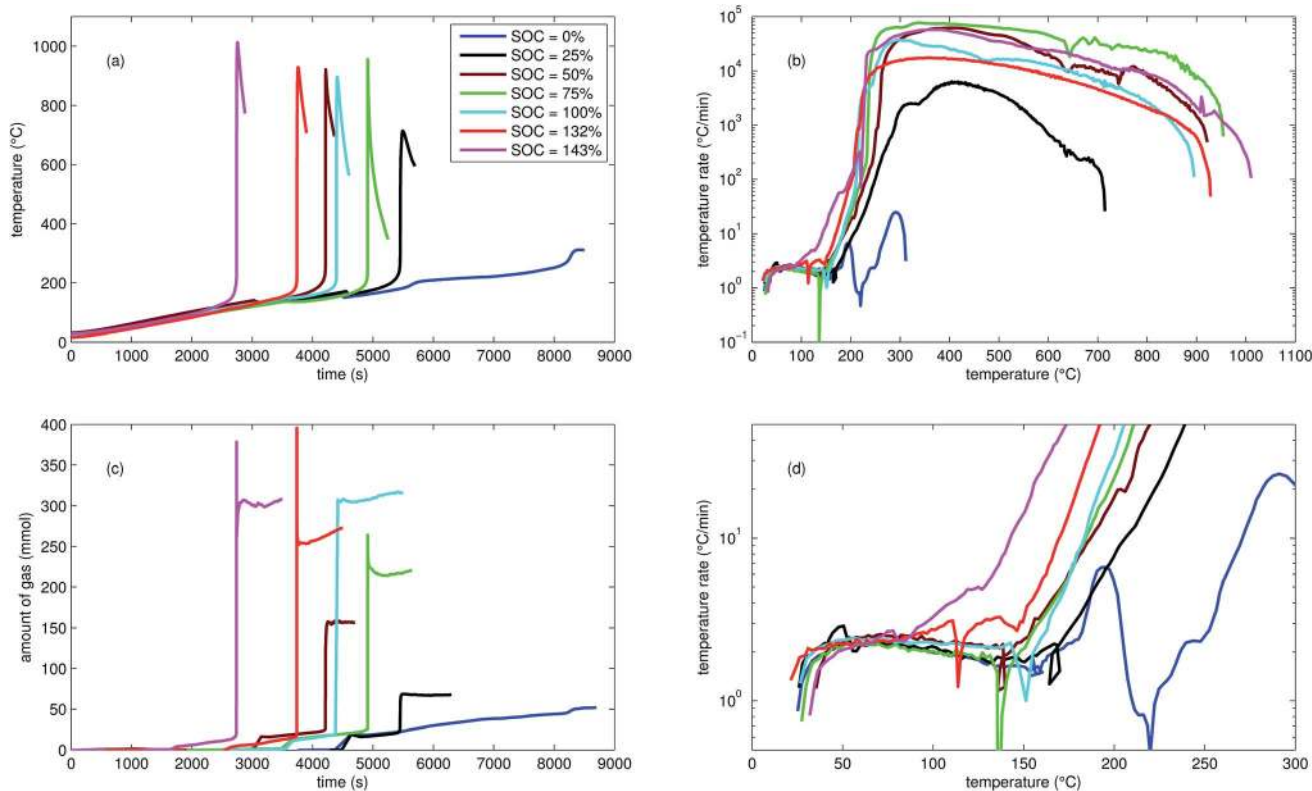 (a)
SOC = 0%
SOC = 25%
SOC = 50%
SOC = 75%
SOC = 100%
SOC = 132%
SOC = 143%
temperature (°C)
1000
800
600
400
200
0
0 1000 2000 3000 4000 5000 6000 7000 8000 9000
time (s)
(b)
temperature rate (°C/min)
10^5
10^4
10^3
10^2
10^1
10^0
10^-1
0 100 200 300 400 500 600 700 800 900 1000 1100
temperature (°C)
(c)
amount of gas (mmol)
400
350
300
250
200
150
100
50
0
0 1000 2000 3000 4000 5000 6000 7000 8000 9000
time (s)
(d)
temperature rate (°C/min)
10^1
10^0
0 50 100 150 200 250 300
temperature (°C)